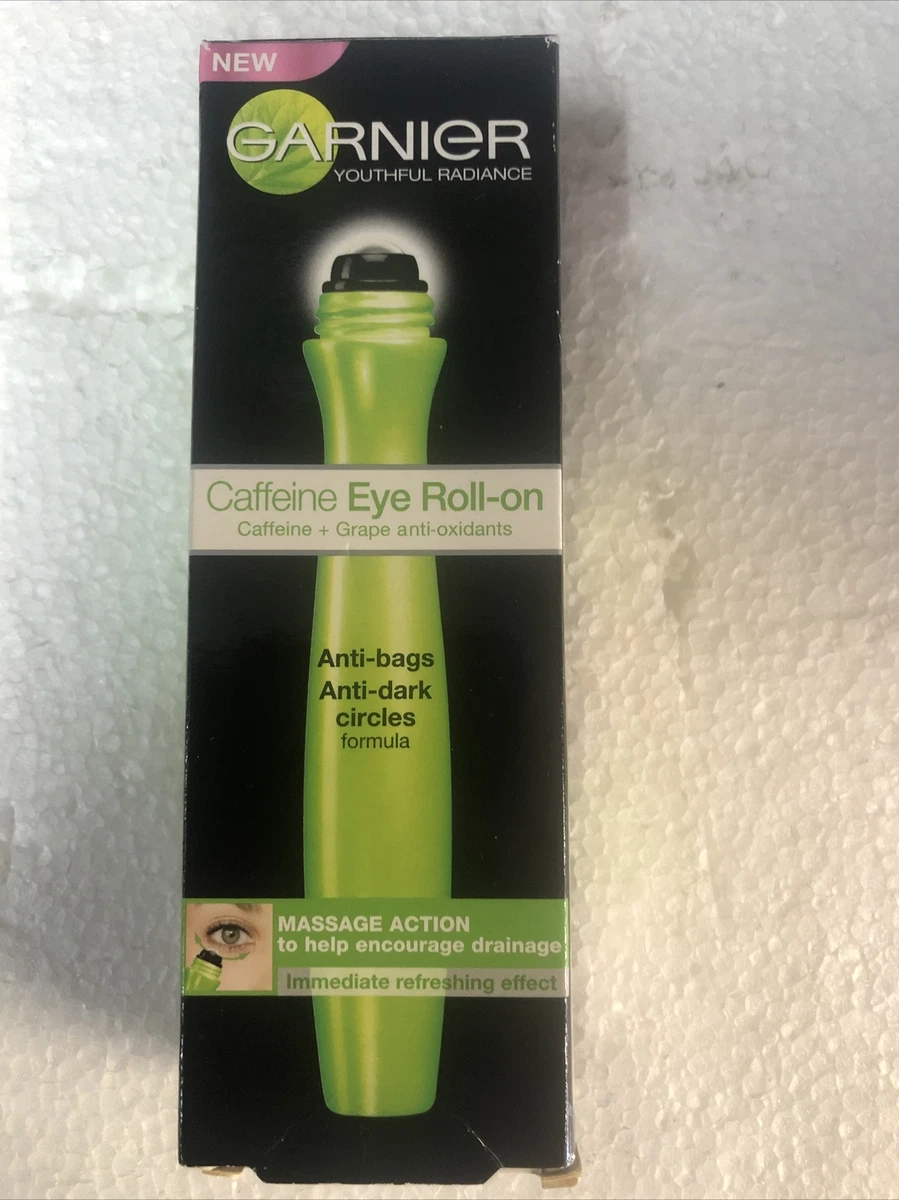 NEW
GARNIER
YOUTHFUL RADIANCE
Caffeine Eye Roll-on
Caffeine + Grape anti-oxidants
Anti-bags
Anti-dark
circles
formula
MASSAGE ACTION
to help encourage drainage
Immediate refreshing effect